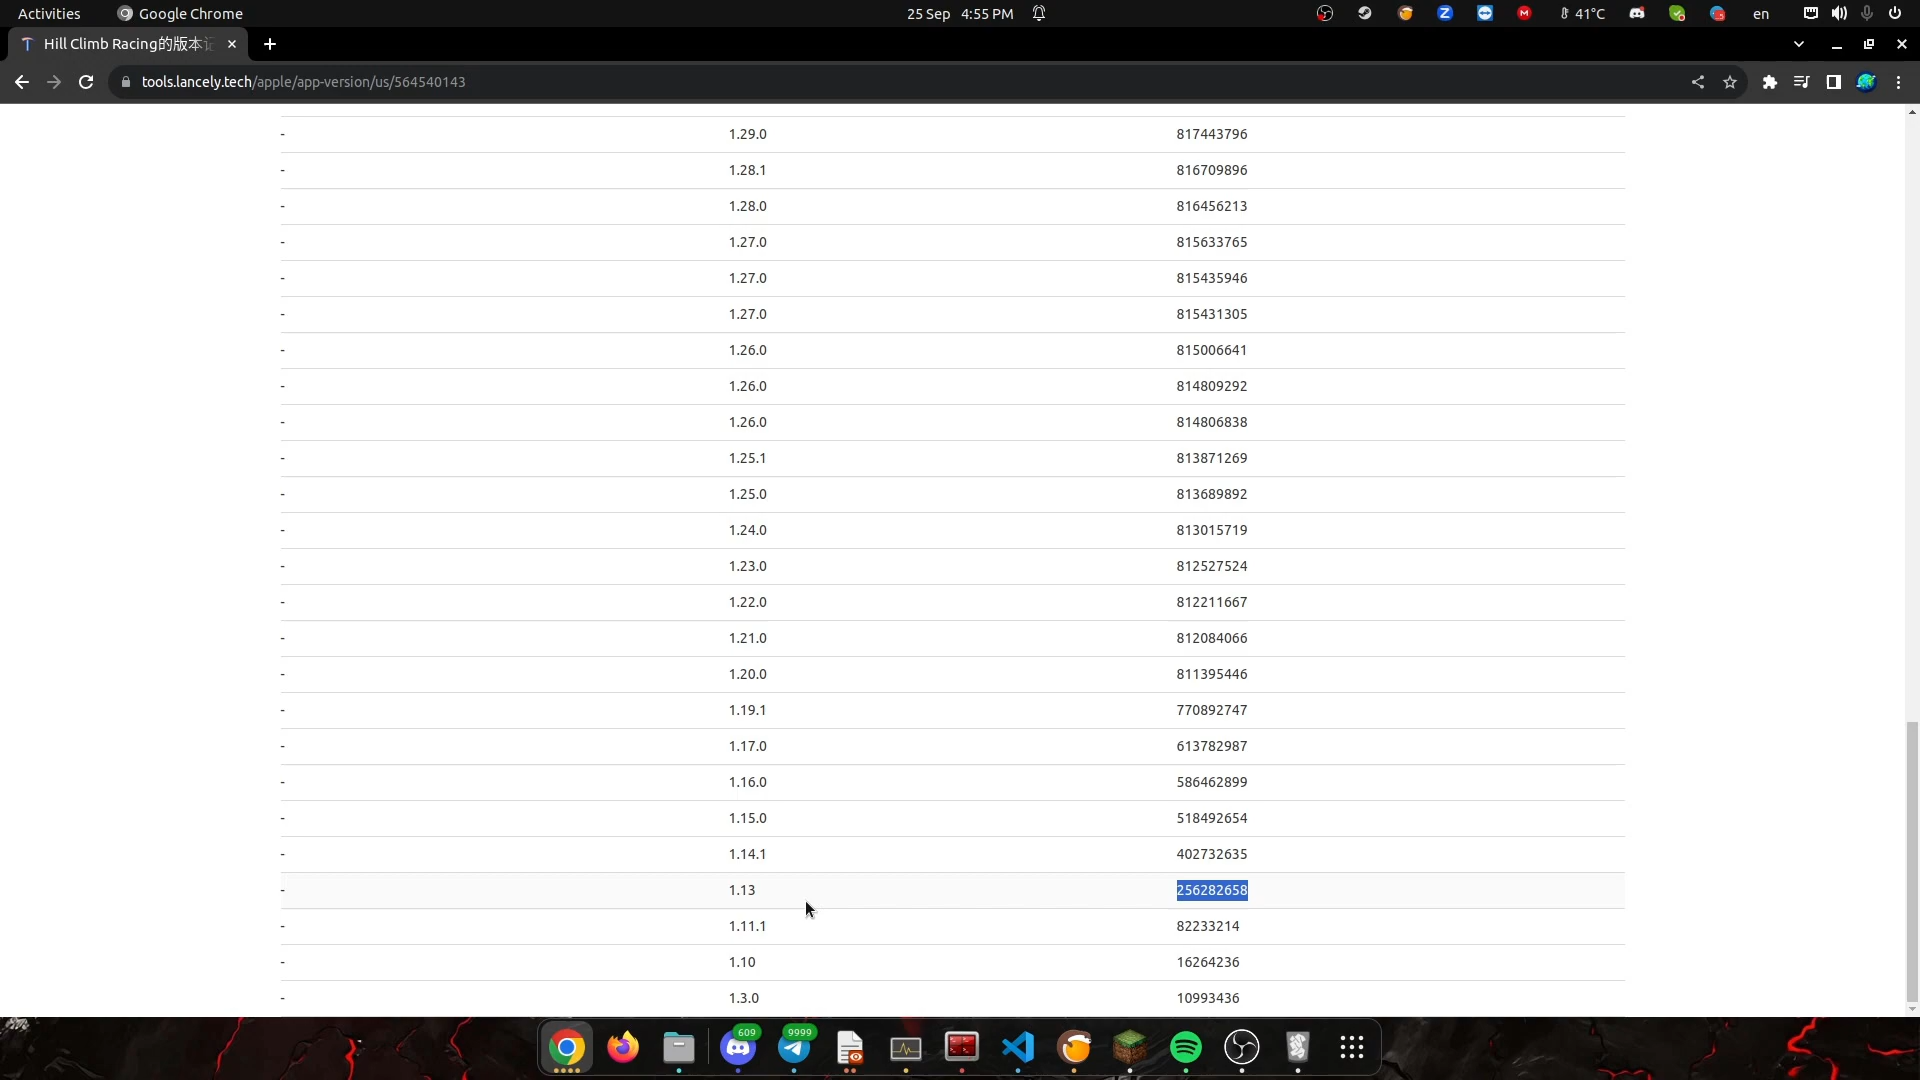 Activities Google Chrome 25 Sep 4:55 PM 41°C en
Hill Climb Racing的版本
tools.lancely.tech/apple/app-version/us/564540143
- 1.29.0 817443796
- 1.28.1 816709896
- 1.28.0 816456213
- 1.27.0 815633765
- 1.27.0 815435946
- 1.27.0 815431305
- 1.26.0 815006641
- 1.26.0 814809292
- 1.26.0 814806838
- 1.25.1 813871269
- 1.25.0 813689892
- 1.24.0 813015719
- 1.23.0 812527524
- 1.22.0 812211667
- 1.21.0 812084066
- 1.20.0 811395446
- 1.19.1 770892747
- 1.17.0 613782987
- 1.16.0 586462899
- 1.15.0 518492654
- 1.14.1 402732635
- 1.13 256282658
- 1.11.1 82233214
- 1.10 16264236
- 1.3.0 10993436
609 9999